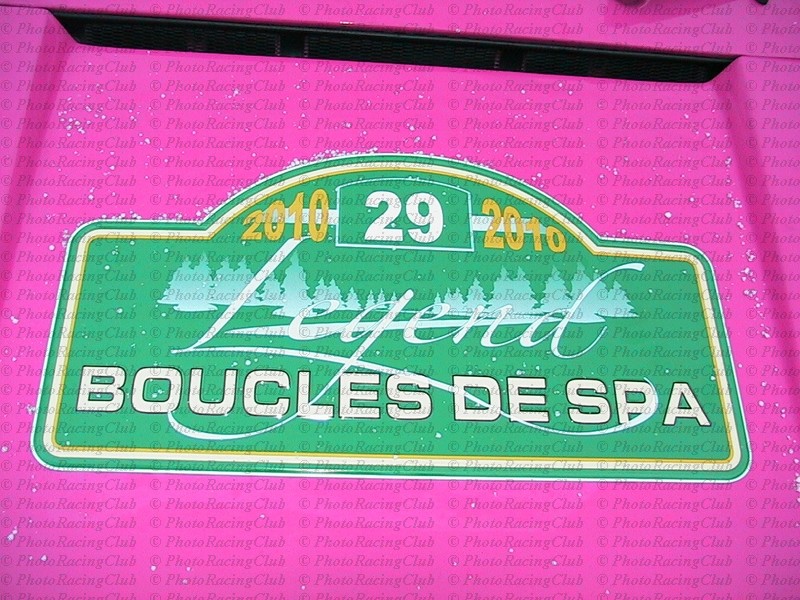 2010 29 2010
Legend
BOUCLES DE SPA
© PhotoRacingClub